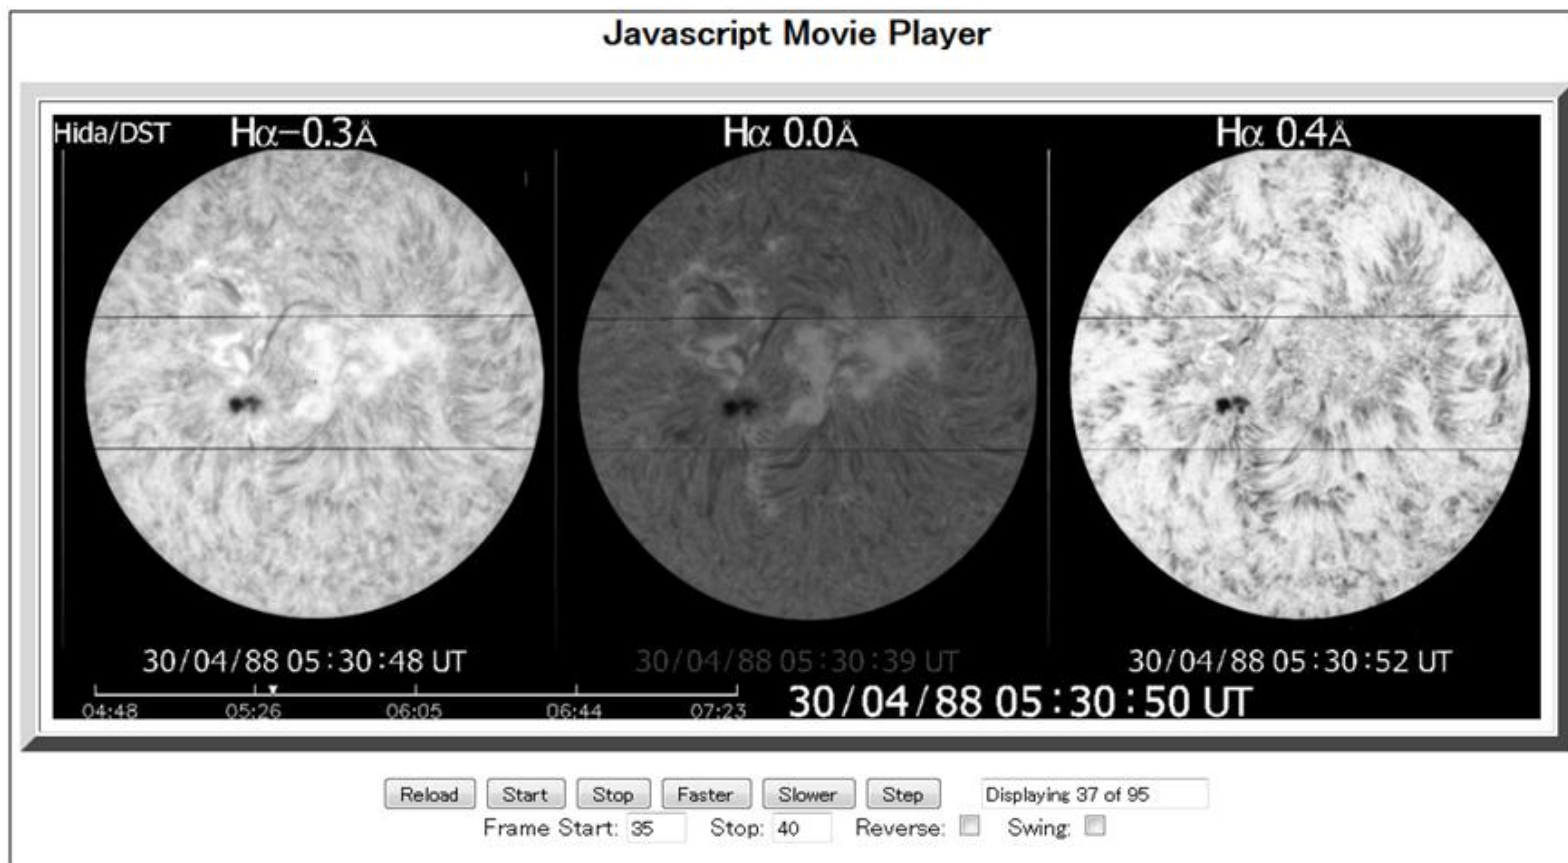 Javascript Movie Player
Hida/DST Hα-0.3Å Hα 0.0Å Hα 0.4Å
30/04/88 05:30:48 UT 30/04/88 05:30:39 UT 30/04/88 05:30:52 UT
04:48 05:26 06:05 06:44 07:23 30/04/88 05:30:50 UT
Reload Start Stop Faster Slower Step Displaying 37 of 95
Frame Start: 35 Stop: 40 Reverse: Swing: